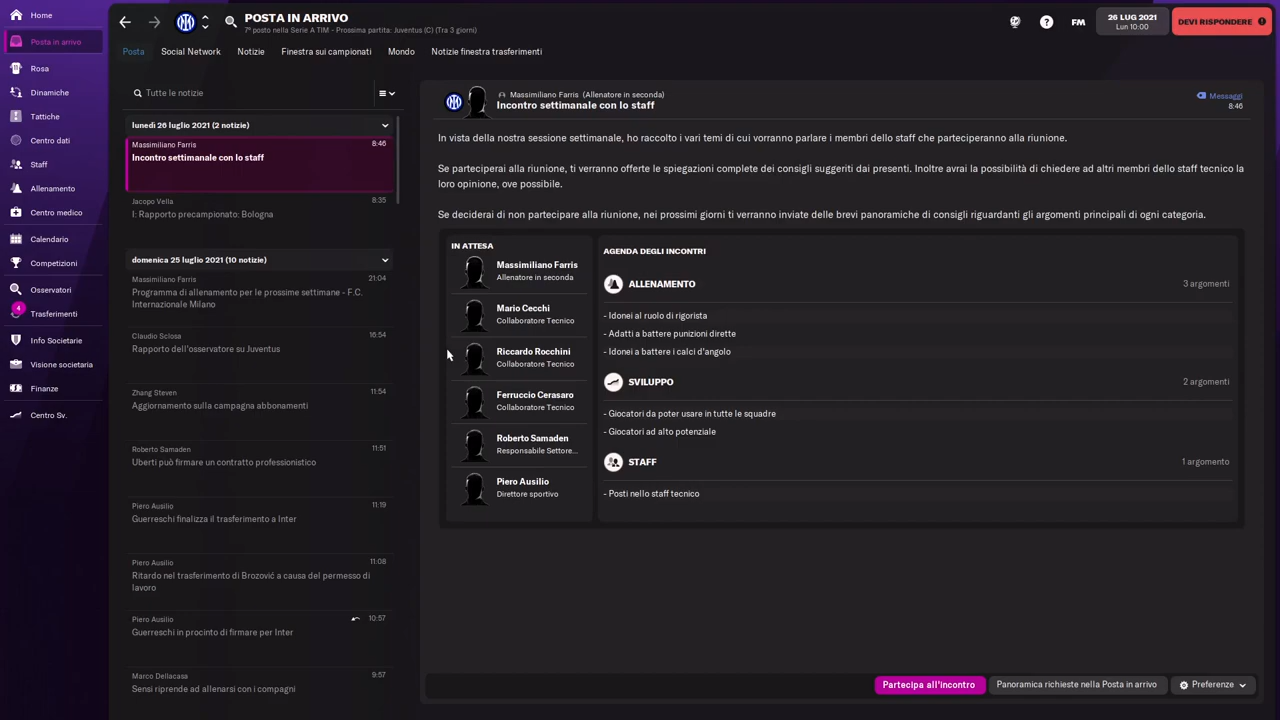 Home
Posta in arrivo
Rosa
Dinamiche
Tattiche
Centro dati
Staff
Allenamento
Centro medico
Calendario
Competizioni
Osservatori
4
Trasferimenti
Info Societarie
Visione societaria
Finanze
Centro Sv.
POSTA IN ARRIVO
7° posto nella Serie A TIM - Prossima partita: Juventus (C) (Tra 3 giorni)
FM
26 LUG 2021
Lun 10:00
DEVI RISPONDERE
Posta
Social Network
Notizie
Finestra sui campionati
Mondo
Notizie finestra trasferimenti
Tutte le notizie
lunedì 26 luglio 2021 (2 notizie)
Massimiliano Farris 8:46
Incontro settimanale con lo staff
Jacopo Vella 8:35
I: Rapporto precampionato: Bologna
domenica 25 luglio 2021 (10 notizie)
Massimiliano Farris 21:04
Programma di allenamento per le prossime settimane - F.C.
Internazionale Milano
Claudio Sclosa 16:54
Rapporto dell'osservatore su Juventus
Zhang Steven 11:54
Aggiornamento sulla campagna abbonamenti
Roberto Samaden 11:51
Uberti può firmare un contratto professionistico
Piero Ausilio 11:19
Guerreschi finalizza il trasferimento a Inter
Piero Ausilio 11:08
Ritardo nel trasferimento di Brozović a causa del permesso di
lavoro
Piero Ausilio 10:57
Guerreschi in procinto di firmare per Inter
Marco Dellacasa 9:57
Sensi riprende ad allenarsi con i compagni
Massimiliano Farris (Allenatore in seconda)
Incontro settimanale con lo staff
Messaggi
8:46
In vista della nostra sessione settimanale, ho raccolto i vari temi di cui vorranno parlare i membri dello staff che parteciperanno alla riunione.
Se parteciperai alla riunione, ti verranno offerte le spiegazioni complete dei consigli suggeriti dai presenti. Inoltre avrai la possibilità di chiedere ad altri membri dello staff tecnico la
loro opinione, ove possibile.
Se deciderai di non partecipare alla riunione, nei prossimi giorni ti verranno inviate delle brevi panoramiche di consigli riguardanti gli argomenti principali di ogni categoria.
IN ATTESA
Massimiliano Farris
Allenatore in seconda
Mario Cecchi
Collaboratore Tecnico
Riccardo Rocchini
Collaboratore Tecnico
Ferruccio Cerasaro
Collaboratore Tecnico
Roberto Samaden
Responsabile Settore...
Piero Ausilio
Direttore sportivo
AGENDA DEGLI INCONTRI
ALLENAMENTO 3 argomenti
- Idonei al ruolo di rigorista
- Adatti a battere punizioni dirette
- Idonei a battere i calci d'angolo
SVILUPPO 2 argomenti
- Giocatori da poter usare in tutte le squadre
- Giocatori ad alto potenziale
STAFF 1 argomento
- Posti nello staff tecnico
Partecipa all'incontro
Panoramica richieste nella Posta in arrivo
Preferenze